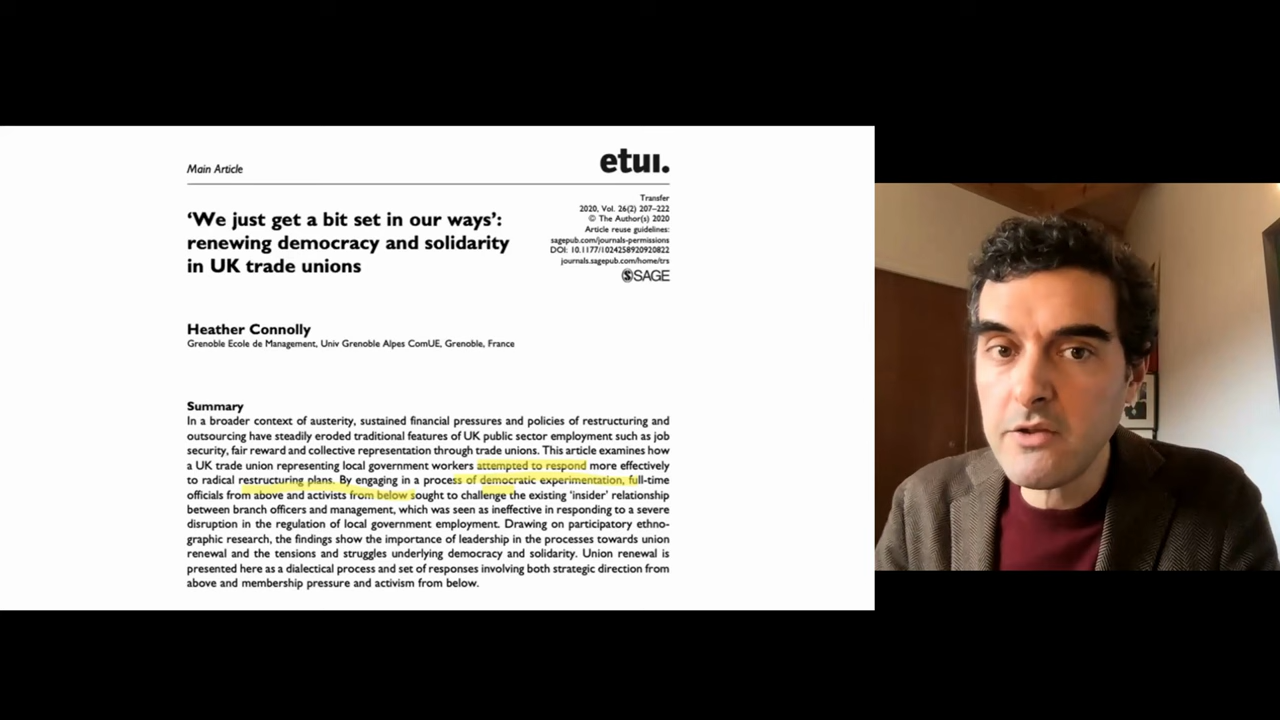 Main Article
etui.
Transfer
2020, Vol. 26(2) 207–222
© The Author(s) 2020
Article reuse guidelines:
sagepub.com/journals-permissions
DOI: 10.1177/1024258920920822
journals.sagepub.com/home/trs
SAGE
‘We just get a bit set in our ways’:
renewing democracy and solidarity
in UK trade unions
Heather Connolly
Grenoble Ecole de Management, Univ Grenoble Alpes ComUE, Grenoble, France
Summary
In a broader context of austerity, sustained financial pressures and policies of restructuring and
outsourcing have steadily eroded traditional features of UK public sector employment such as job
security, fair reward and collective representation through trade unions. This article examines how
a UK trade union representing local government workers attempted to respond more effectively
to radical restructuring plans. By engaging in a process of democratic experimentation, full-time
officials from above and activists from below sought to challenge the existing ‘insider’ relationship
between branch officers and management, which was seen as ineffective in responding to a severe
disruption in the regulation of local government employment. Drawing on participatory ethno-
graphic research, the findings show the importance of leadership in the processes towards union
renewal and the tensions and struggles underlying democracy and solidarity. Union renewal is
presented here as a dialectical process and set of responses involving both strategic direction from
above and membership pressure and activism from below.